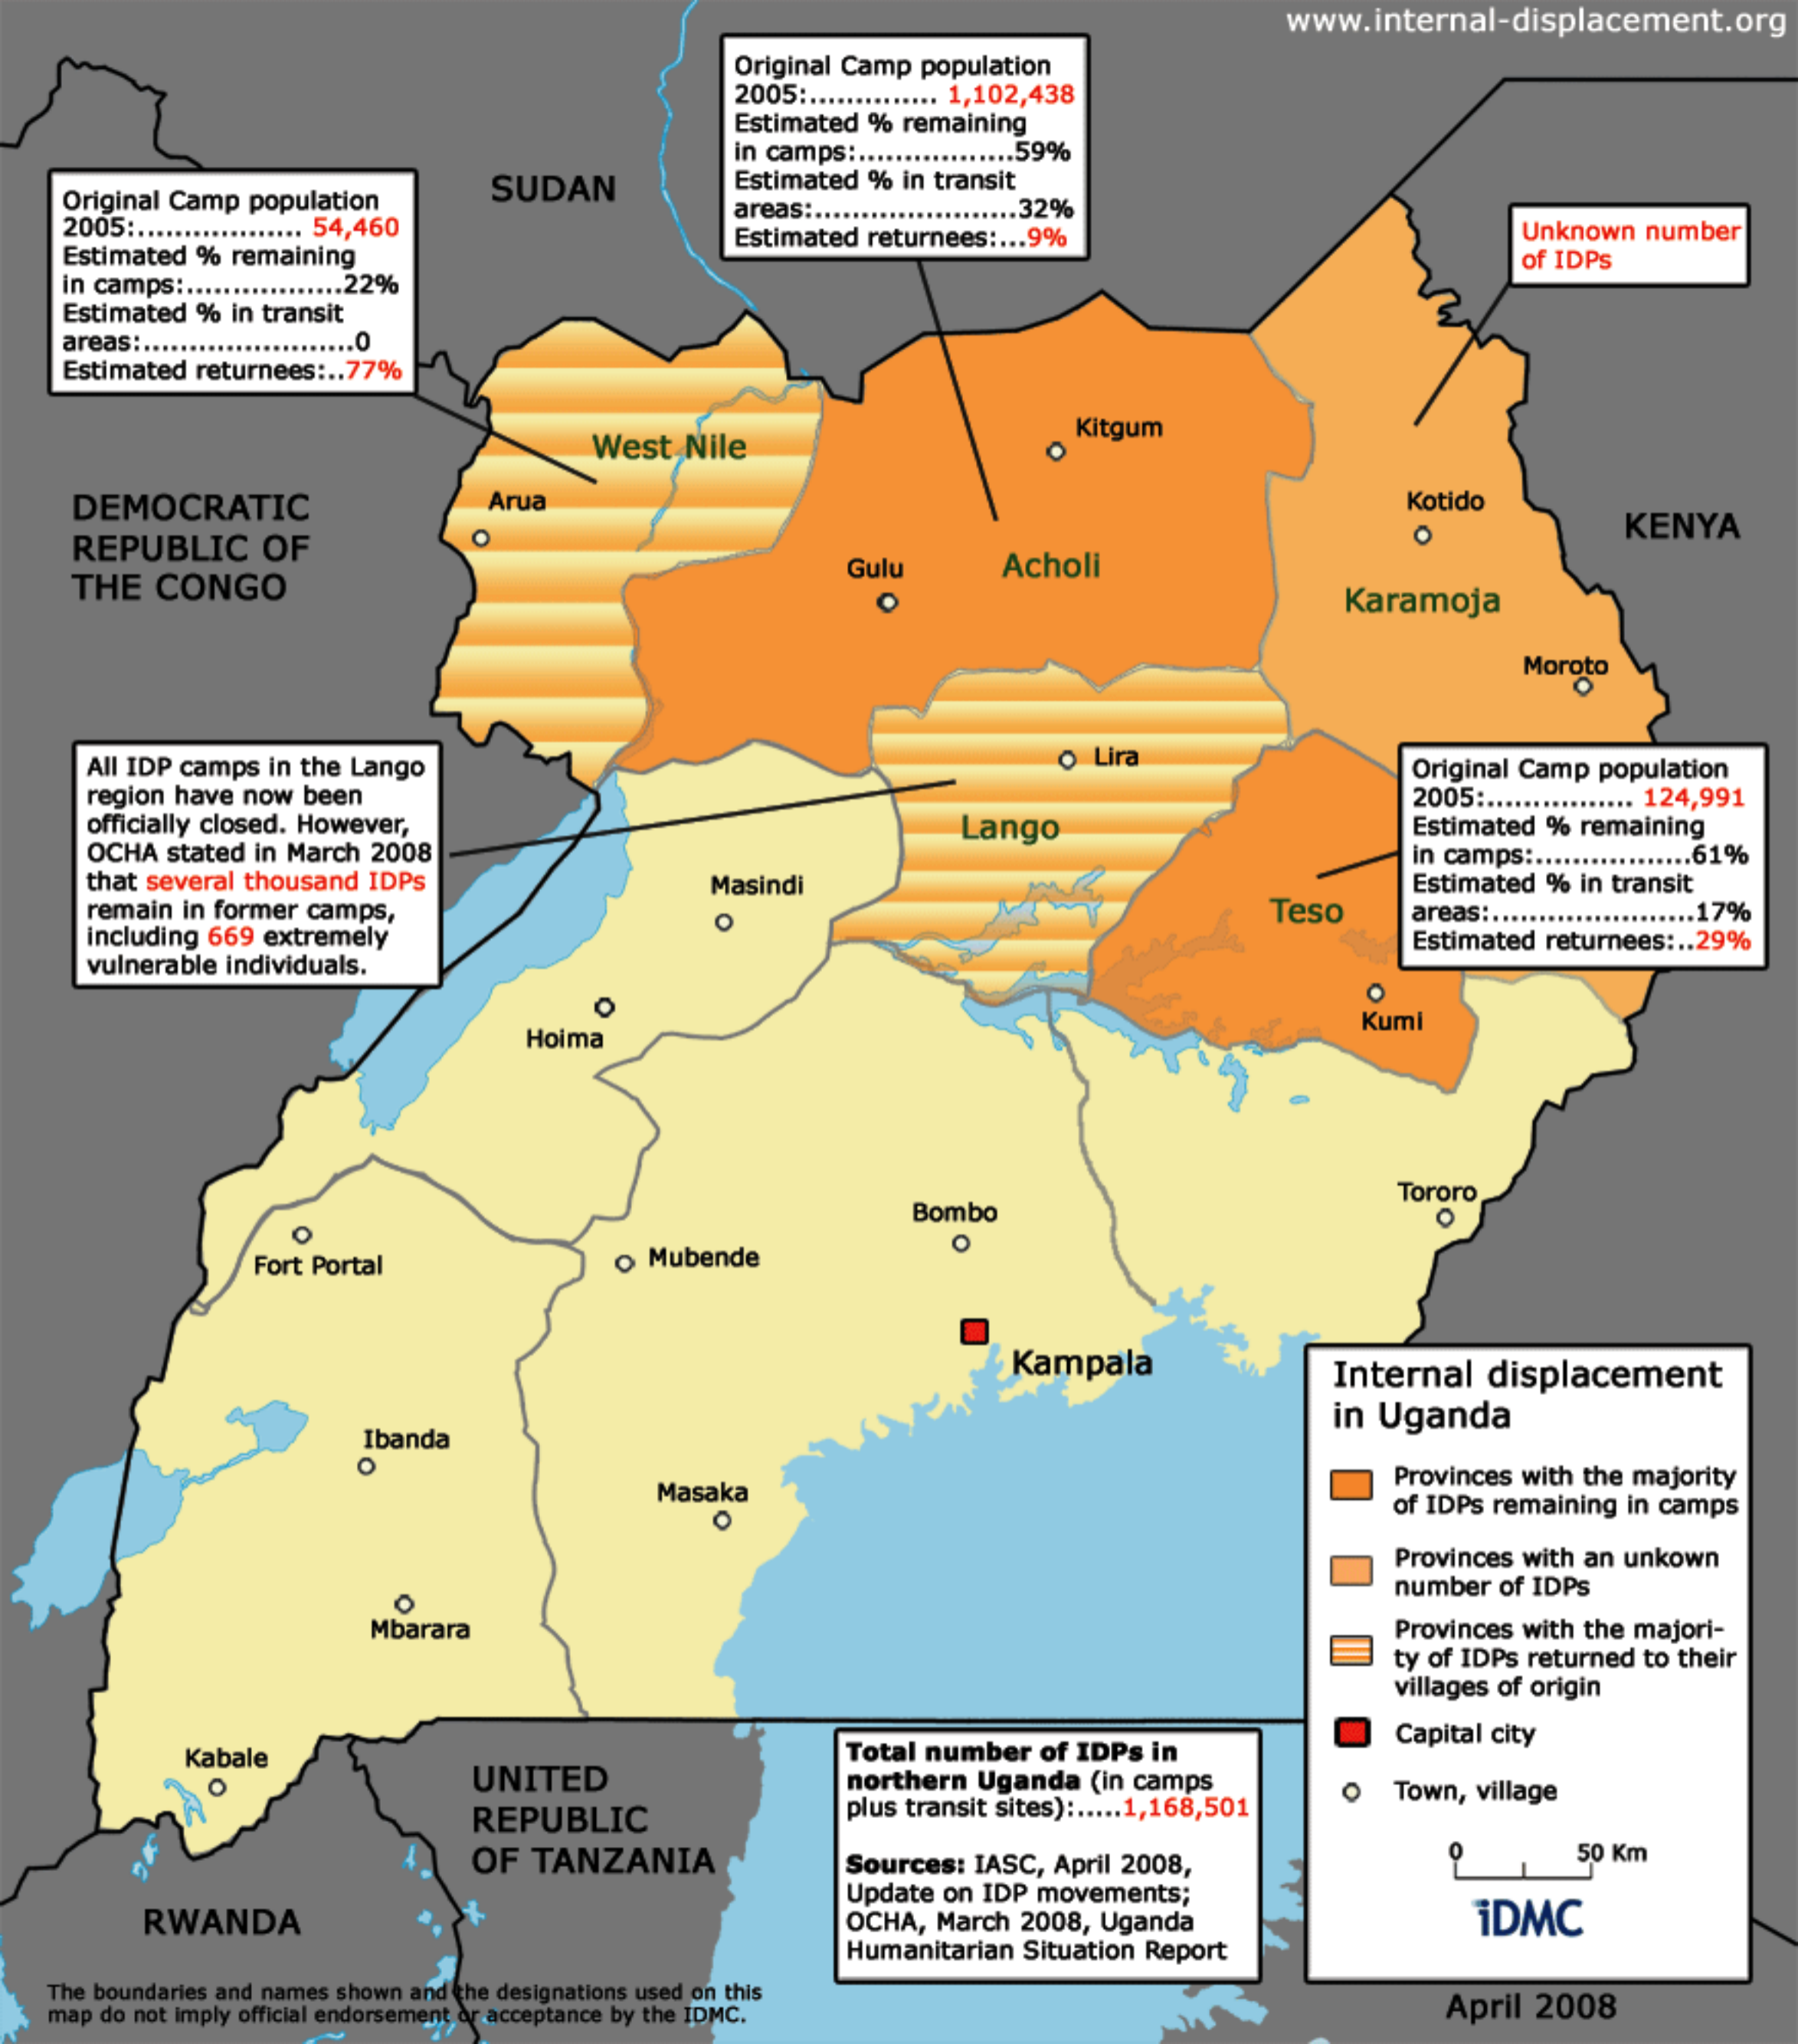 www.internal-displacement.org
Original Camp population
2005:.............. 1,102,438
Estimated % remaining
in camps:.................59%
Estimated % in transit
areas:......................32%
Estimated returnees:...9%
SUDAN
Original Camp population
2005:.................. 54,460
Estimated % remaining
in camps:.................22%
Estimated % in transit
areas:.......................0
Estimated returnees:..77%
Unknown number
of IDPs
Kitgum
West Nile
Arua
DEMOCRATIC
REPUBLIC OF
THE CONGO
Kotido
KENYA
Gulu
Acholi
Karamoja
Moroto
All IDP camps in the Lango
region have now been
officially closed. However,
OCHA stated in March 2008
that several thousand IDPs
remain in former camps,
including 669 extremely
vulnerable individuals.
Lira
Lango
Original Camp population
2005:................ 124,991
Estimated % remaining
in camps:.................61%
Estimated % in transit
areas:......................17%
Estimated returnees:..29%
Masindi
Teso
Hoima
Kumi
Tororo
Bombo
Fort Portal
Mubende
Kampala
Ibanda
Masaka
Mbarara
Kabale
Internal displacement
in Uganda
Provinces with the majority
of IDPs remaining in camps
Provinces with an unkown
number of IDPs
Provinces with the majori-
ty of IDPs returned to their
villages of origin
Capital city
Town, village
0 50 Km
iDMC
UNITED
REPUBLIC
OF TANZANIA
Total number of IDPs in
northern Uganda (in camps
plus transit sites):.....1,168,501
Sources: IASC, April 2008,
Update on IDP movements;
OCHA, March 2008, Uganda
Humanitarian Situation Report
RWANDA
The boundaries and names shown and the designations used on this
map do not imply official endorsement or acceptance by the IDMC.
April 2008